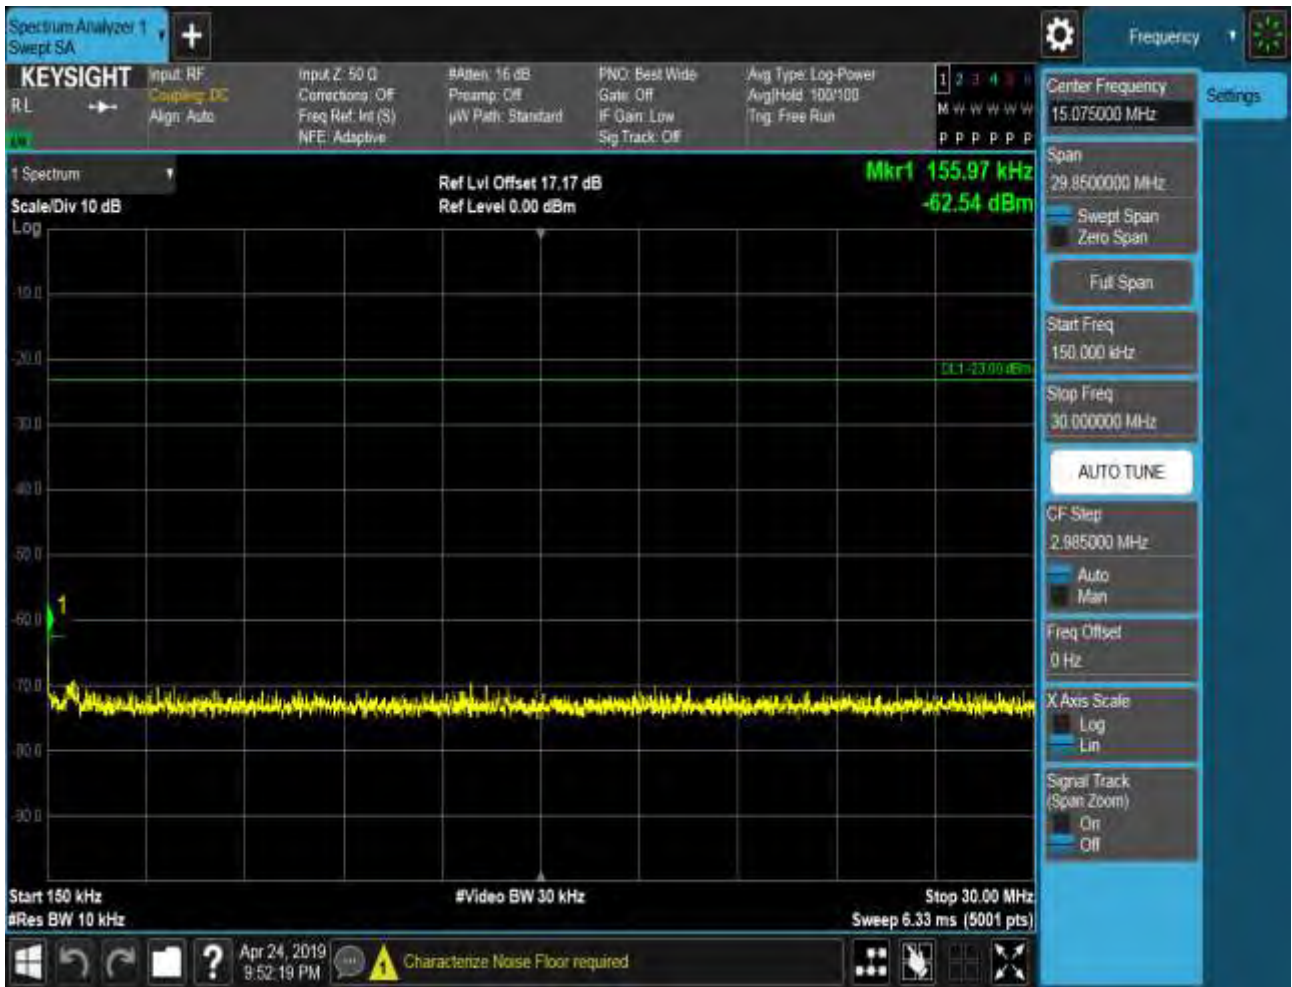 Spectrum Analyzer 1
Swept SA
Frequency
KEYSIGHT
R L
Input: RF
Coupling: DC
Align: Auto
Input Z: 50 Ω
Corrections: Off
Freq Ref: Int (S)
NFE: Adaptive
#Atten: 16 dB
Preamp: Off
µW Path: Standard
PNO: Best Wide
Gate: Off
IF Gain: Low
Sig Track: Off
Avg Type: Log-Power
Avg|Hold: 100/100
Trig: Free Run
1 2 3 4 5 6
M W W W W W
P P P P P P
1 Spectrum
Scale/Div 10 dB
Log
Ref Lvl Offset 17.17 dB
Ref Level 0.00 dBm
Mkr1 155.97 kHz
-62.54 dBm
-10.0
-20.0
DL1 -23.00 dBm
-30.0
-40.0
-50.0
1
-60.0
-70.0
-80.0
-90.0
Start 150 kHz
#Res BW 10 kHz
#Video BW 30 kHz
Stop 30.00 MHz
Sweep 6.33 ms (5001 pts)
Center Frequency
15.075000 MHz
Settings
Span
29.8500000 MHz
Swept Span
Zero Span
Full Span
Start Freq
150.000 kHz
Stop Freq
30.000000 MHz
AUTO TUNE
CF Step
2.985000 MHz
Auto
Man
Freq Offset
0 Hz
X Axis Scale
Log
Lin
Signal Track
(Span Zoom)
On
Off
?
Apr 24, 2019
9:52:19 PM
1
Characterize Noise Floor required